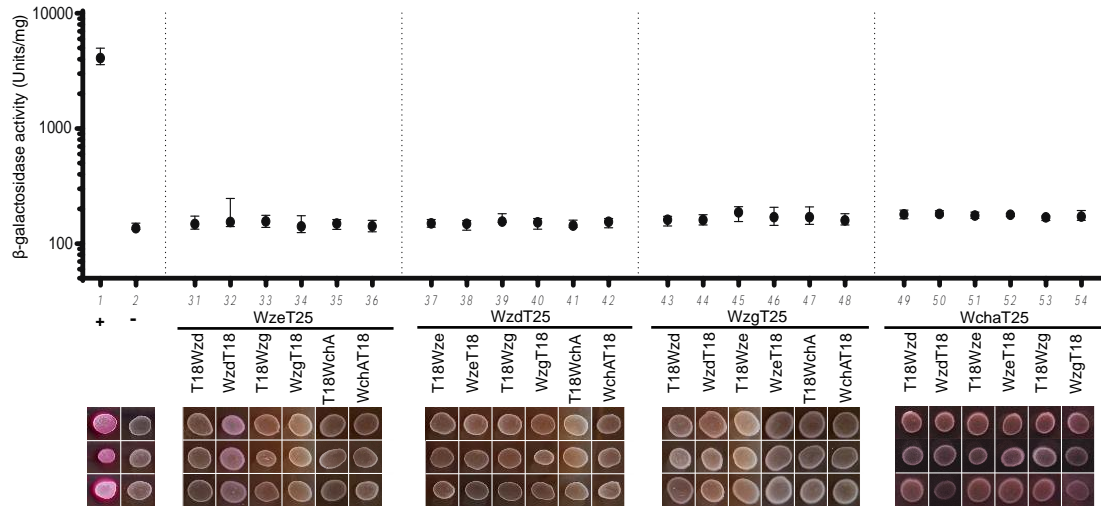 β-galactosidase activity (Units/mg)
10000
1000
100
1 2 31 32 33 34 35 36 37 38 39 40 41 42 43 44 45 46 47 48 49 50 51 52 53 54
+ - WzeT25 WzdT25 WzgT25 WchaT25
T18Wzd WzdT18 T18Wzg WzgT18 T18WchA WchAT18 T18Wze WzeT18 T18Wzg WzgT18 T18WchA WchAT18 T18Wzd WzdT18 T18Wze WzeT18 T18WchA WchAT18 T18Wzd WzdT18 T18Wze WzeT18 T18Wzg WzgT18